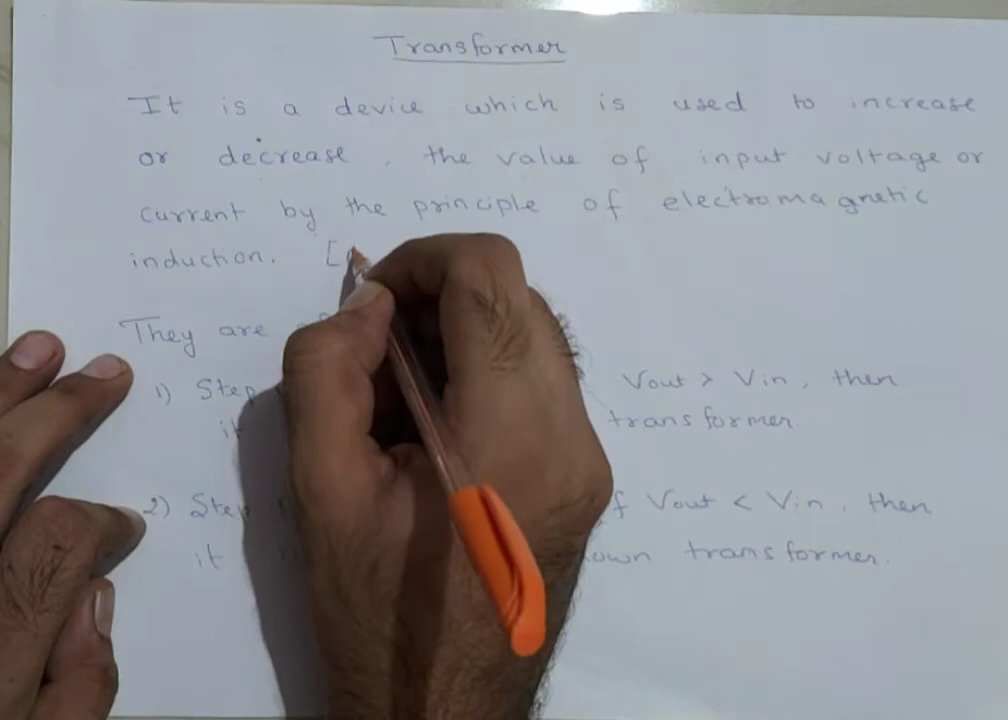 Transformer
It is a device which is used to increase
or decrease, the value of input voltage or
current by the principle of electromagnetic
induction. [
They are
1) Step Vout > Vin, then
it transformer.
2) Step f Vout < Vin, then
it own transformer.